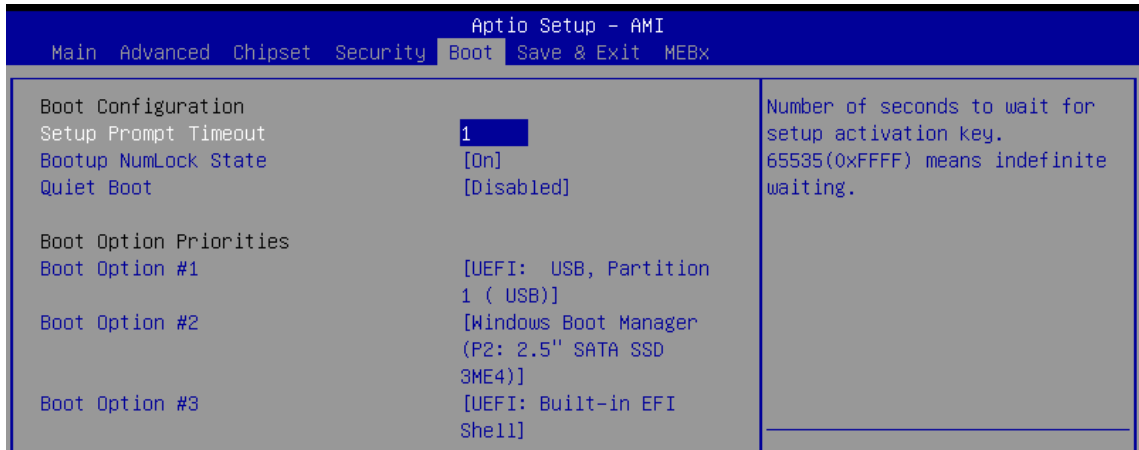 Aptio Setup – AMI
Main Advanced Chipset Security Boot Save & Exit MEBx
Boot Configuration
Setup Prompt Timeout 1
Bootup NumLock State [On]
Quiet Boot [Disabled]
Boot Option Priorities
Boot Option #1 [UEFI: USB, Partition
1 ( USB)]
Boot Option #2 [Windows Boot Manager
(P2: 2.5" SATA SSD
3ME4)]
Boot Option #3 [UEFI: Built-in EFI
Shell]
Number of seconds to wait for
setup activation key.
65535(0xFFFF) means indefinite
waiting.